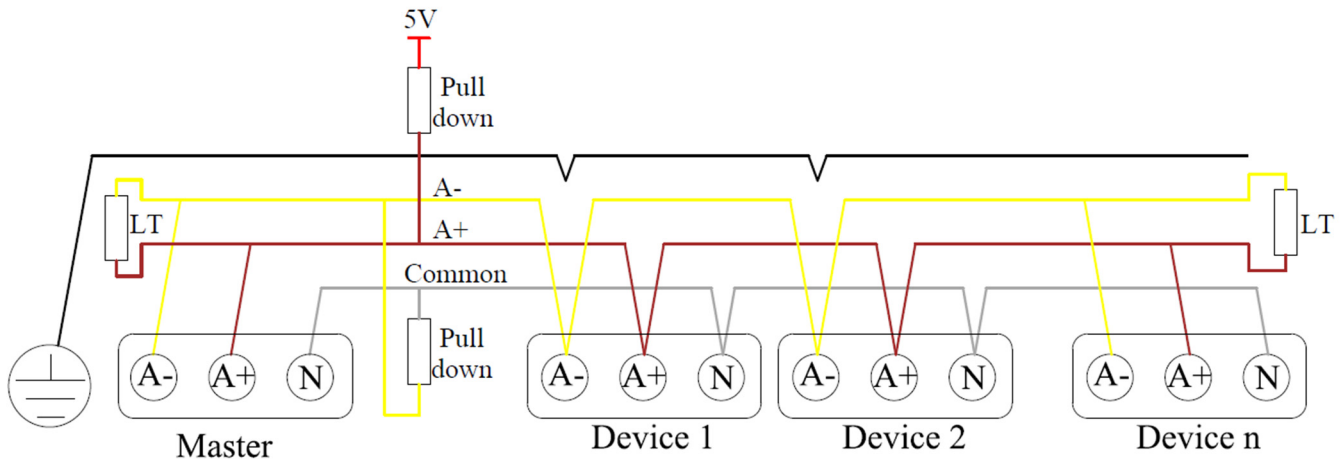 5V
Pull
down
A-
LT
A+
LT
Common
Pull
down
A-
A+
N
A-
A+
N
A-
A+
N
A-
A+
N
Master
Device 1
Device 2
Device n